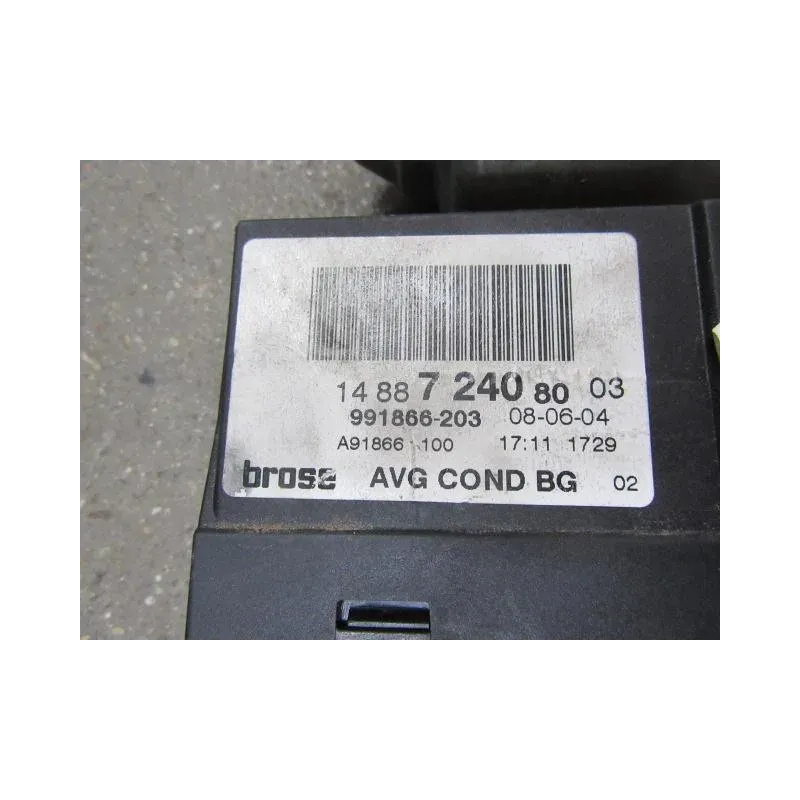 14 88 7 240 80 03
991866-203 08-06-04
A91866 100 17:11 1729
brose AVG COND BG 02